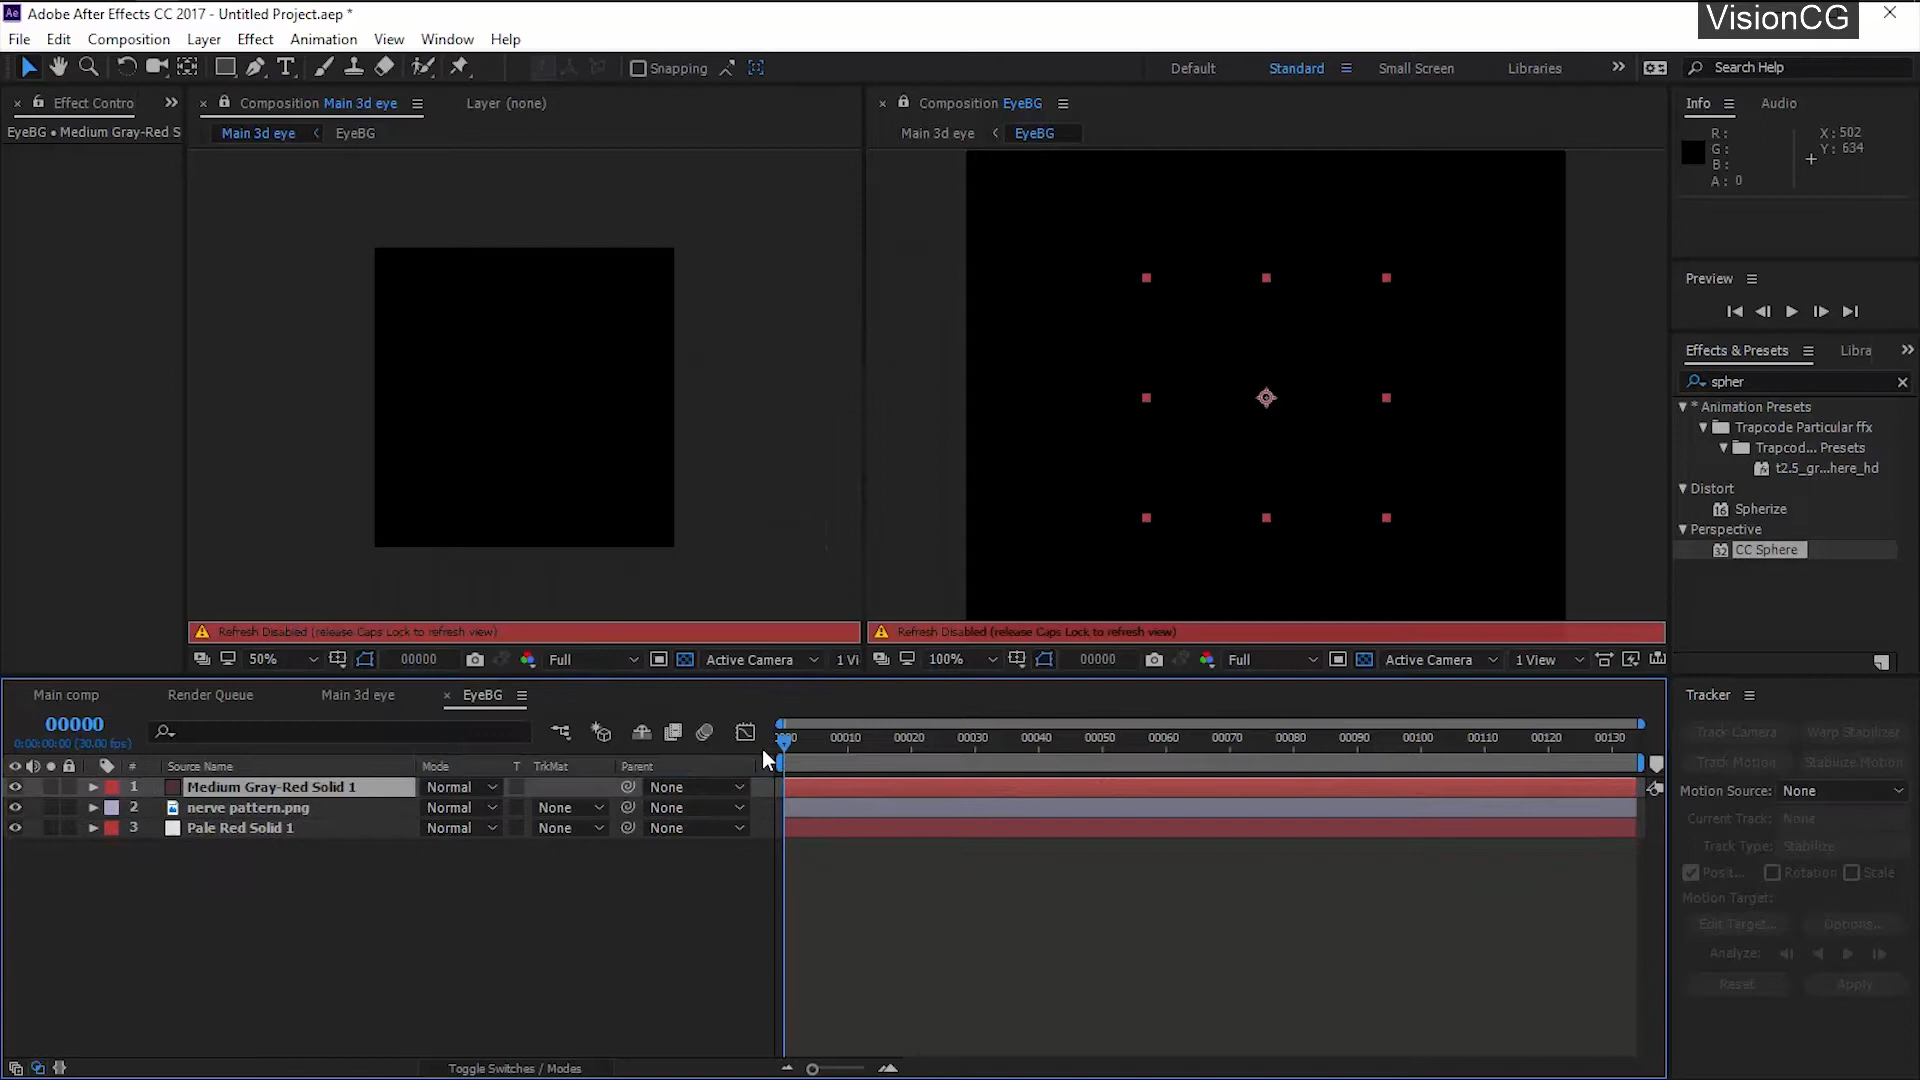 Adobe After Effects CC 2017 - Untitled Project.aep *
VisionCG
File Edit Composition Layer Effect Animation View Window Help
Snapping
Default Standard Small Screen Libraries
Search Help
Effect Contro
Composition Main 3d eye
Layer (none)
Composition EyeBG
Info Audio
EyeBG • Medium Gray-Red S
Main 3d eye EyeBG
Main 3d eye EyeBG
R :
G :
B :
A : 0
X : 502
Y : 634
Preview
Effects & Presets Libra
spher
* Animation Presets
Trapcode Particular ffx
Trapcod... Presets
t2.5_gr...here_hd
Distort
Spherize
Perspective
CC Sphere
Refresh Disabled (release Caps Lock to refresh view)
Refresh Disabled (release Caps Lock to refresh view)
50% 00000 Full Active Camera 1 Vi
100% 00000 Full Active Camera 1 View
Main comp Render Queue Main 3d eye EyeBG
00000
0:00:00:00 (30.00 fps)
00010 00020 00030 00040 00050 00060 00070 00080 00090 00100 00110 00120 00130
# Source Name Mode T TrkMat Parent
1 Medium Gray-Red Solid 1 Normal None
2 nerve pattern.png Normal None None
3 Pale Red Solid 1 Normal None None
Toggle Switches / Modes
Tracker
Track Camera Warp Stabilizer
Track Motion Stabilize Motion
Motion Source: None
Current Track: None
Track Type: Stabilize
Posit... Rotation Scale
Motion Target:
Edit Target... Options...
Analyze:
Reset Apply